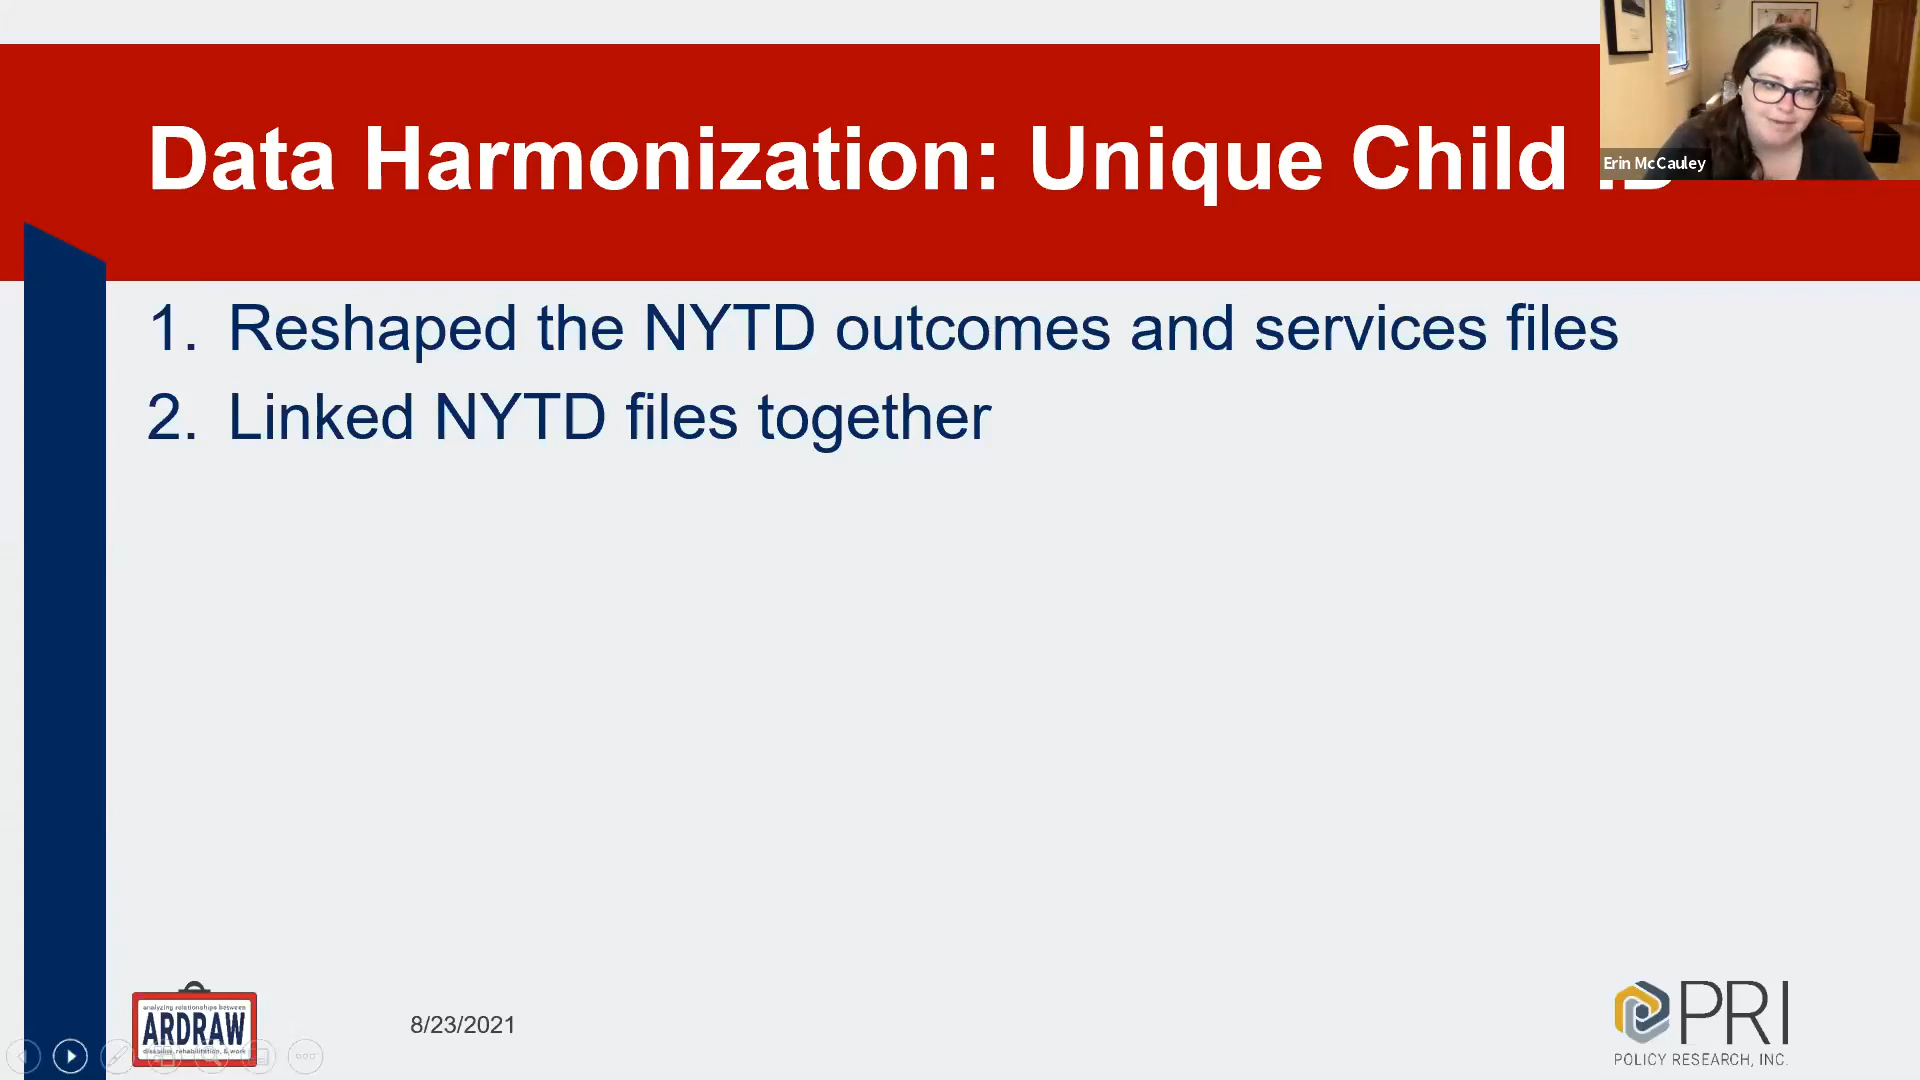 Data Harmonization: Unique Child
Erin McCauley
1. Reshaped the NYTD outcomes and services files
2. Linked NYTD files together
analyzing relationships between
ARDRAW
disability, rehabilitation, & work
8/23/2021
PRI
POLICY RESEARCH, INC.